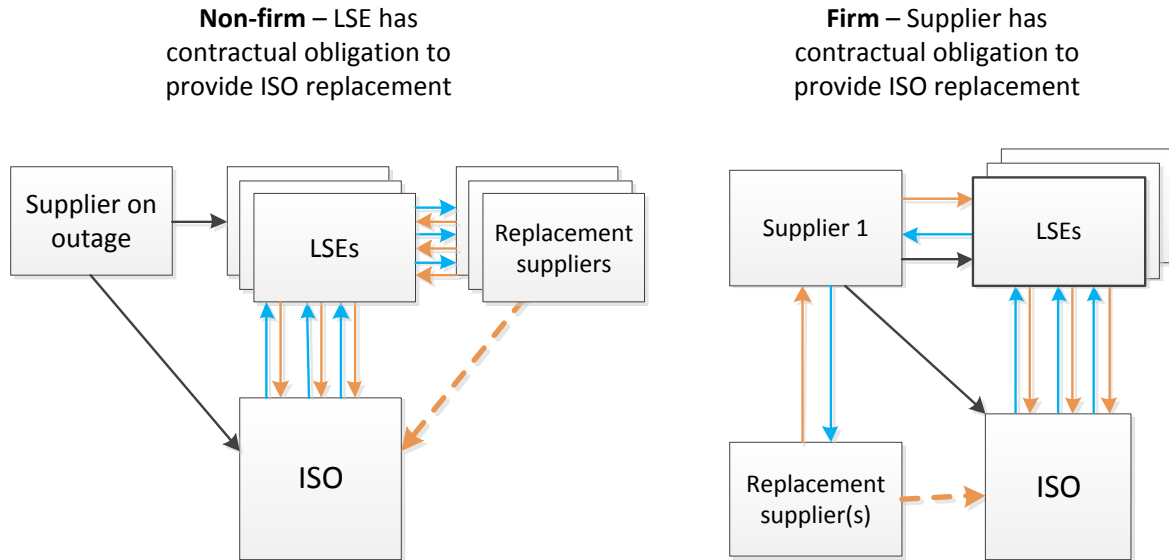 Non-firm – LSE has
contractual obligation to
provide ISO replacement
Supplier on
outage
LSEs
Replacement
suppliers
ISO
Firm – Supplier has
contractual obligation to
provide ISO replacement
Supplier 1
LSEs
Replacement
supplier(s)
ISO